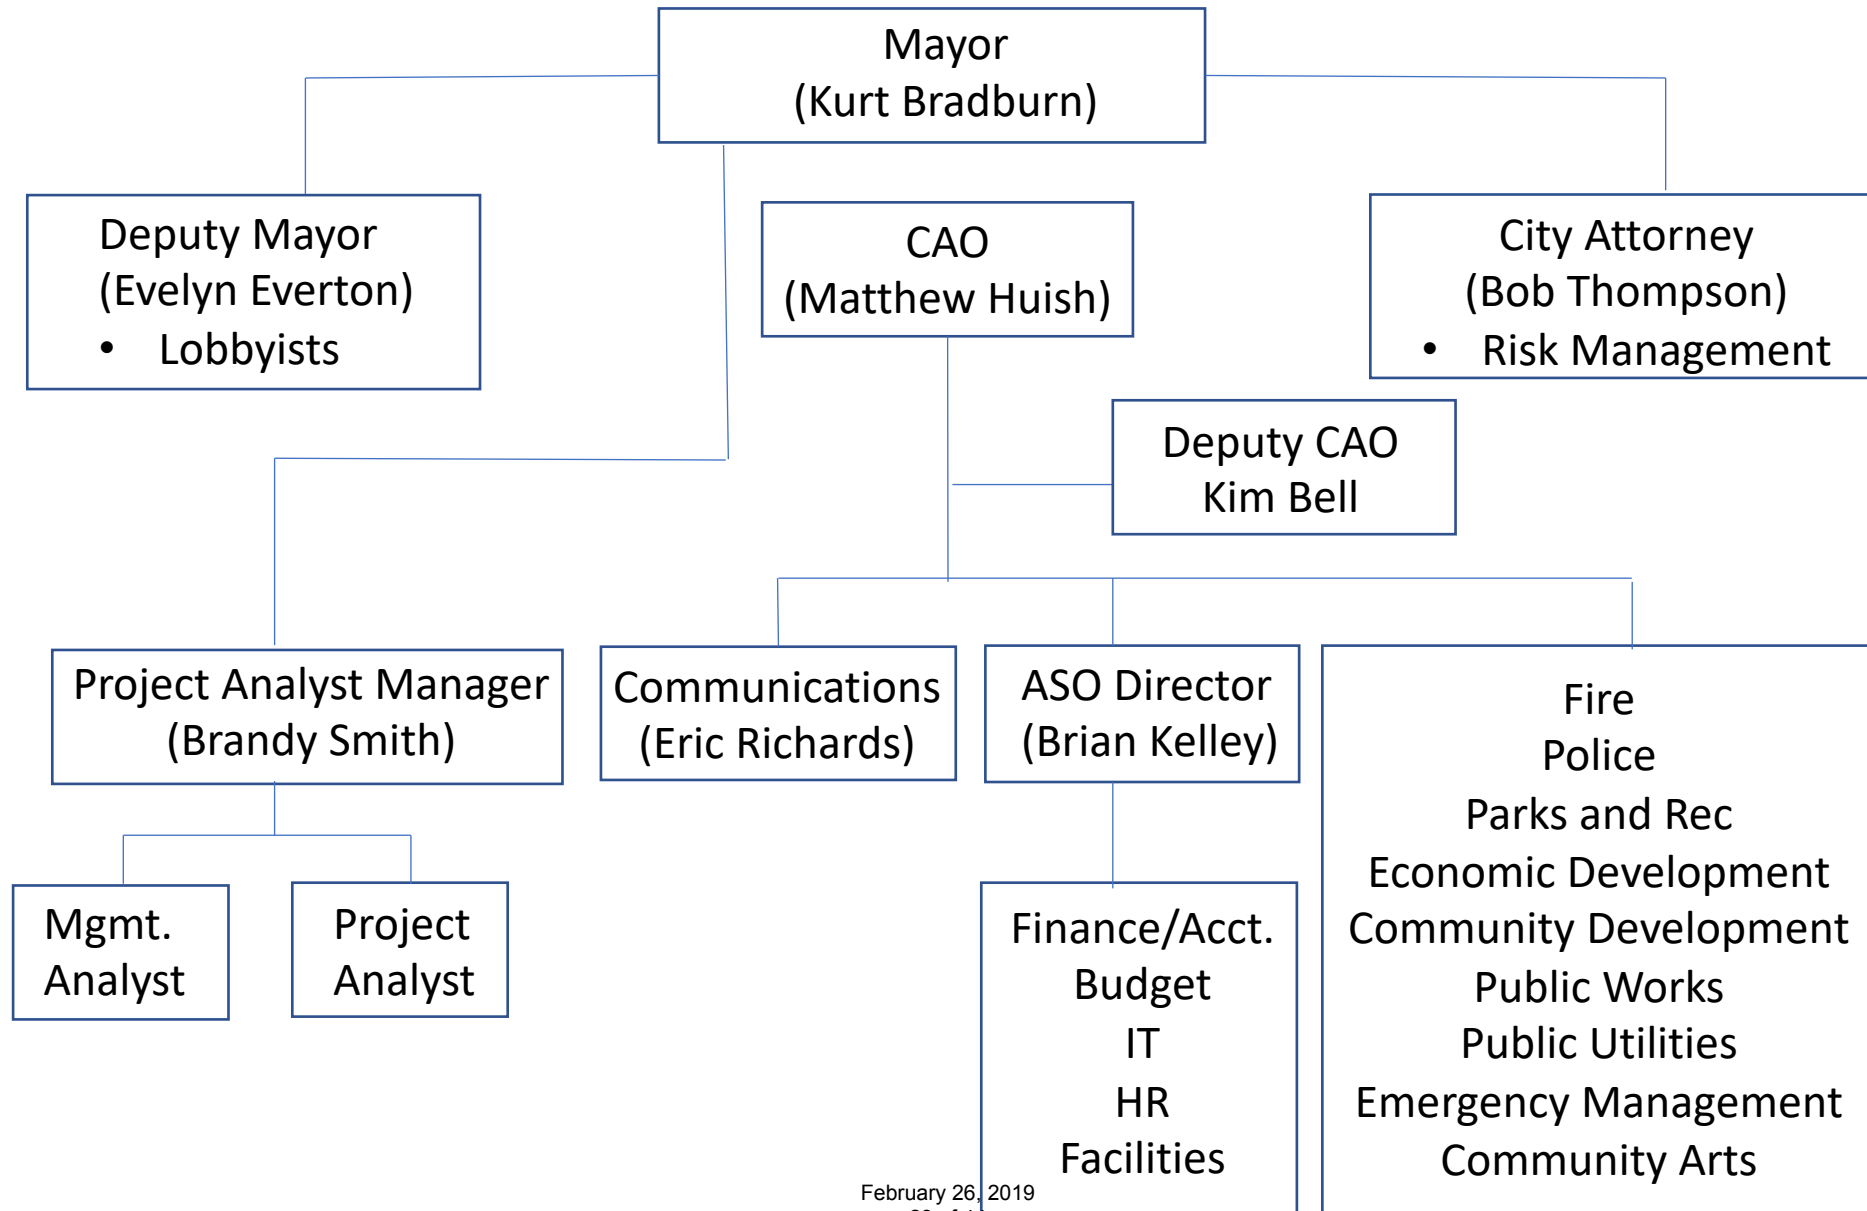 Mayor
(Kurt Bradburn)
Deputy Mayor
(Evelyn Everton)
• Lobbyists
CAO
(Matthew Huish)
City Attorney
(Bob Thompson)
• Risk Management
Deputy CAO
Kim Bell
Project Analyst Manager
(Brandy Smith)
Communications
(Eric Richards)
ASO Director
(Brian Kelley)
Mgmt.
Analyst
Project
Analyst
Finance/Acct.
Budget
IT
HR
Facilities
Fire
Police
Parks and Rec
Economic Development
Community Development
Public Works
Public Utilities
Emergency Management
Community Arts
February 26, 2019